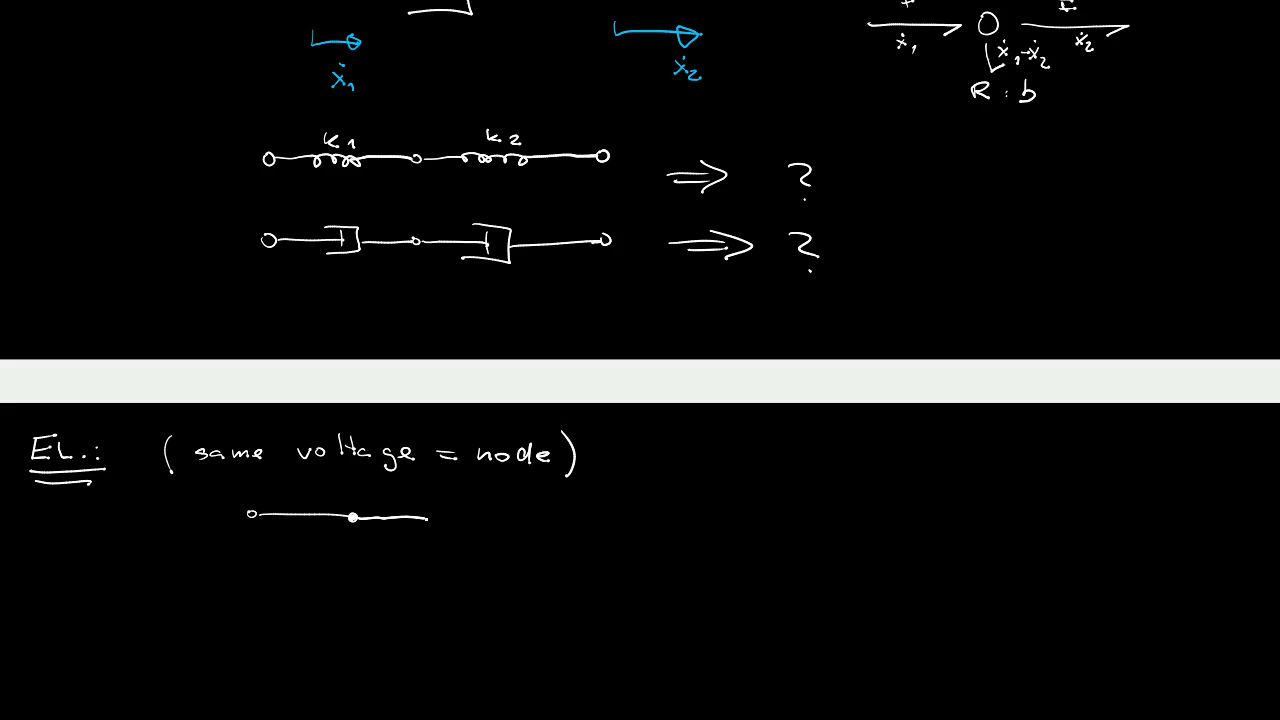 ẋ₁ ẋ₂ ẋ₁ ẋ₂
ẋ₁-ẋ₂
R : b
k₁ k₂
⇒ ?
⇒ ?
EL.: (same voltage = node)